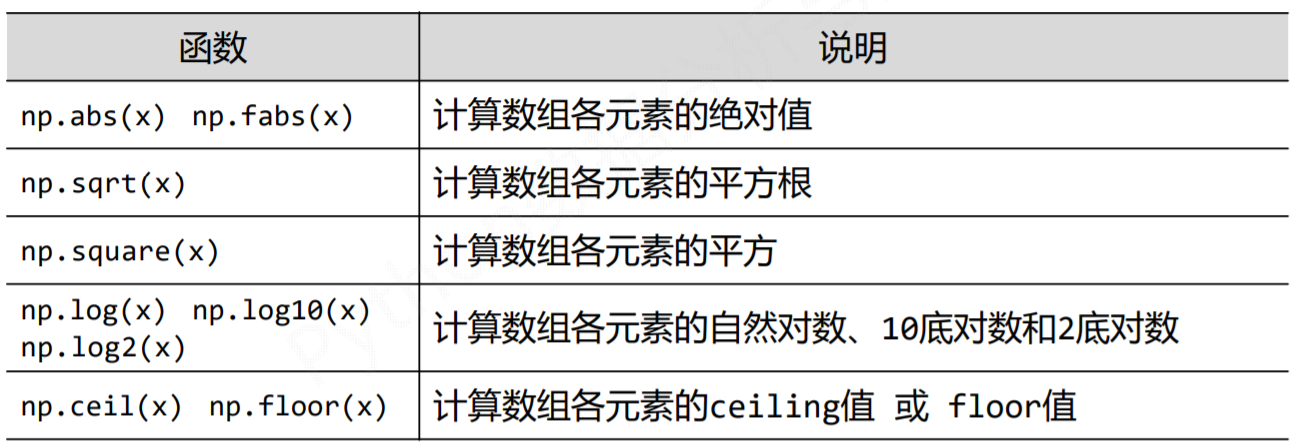 函数 说明
np.abs(x) np.fabs(x) 计算数组各元素的绝对值
np.sqrt(x) 计算数组各元素的平方根
np.square(x) 计算数组各元素的平方
np.log(x) np.log10(x)
np.log2(x) 计算数组各元素的自然对数、10底对数和2底对数
np.ceil(x) np.floor(x) 计算数组各元素的ceiling值 或 floor值